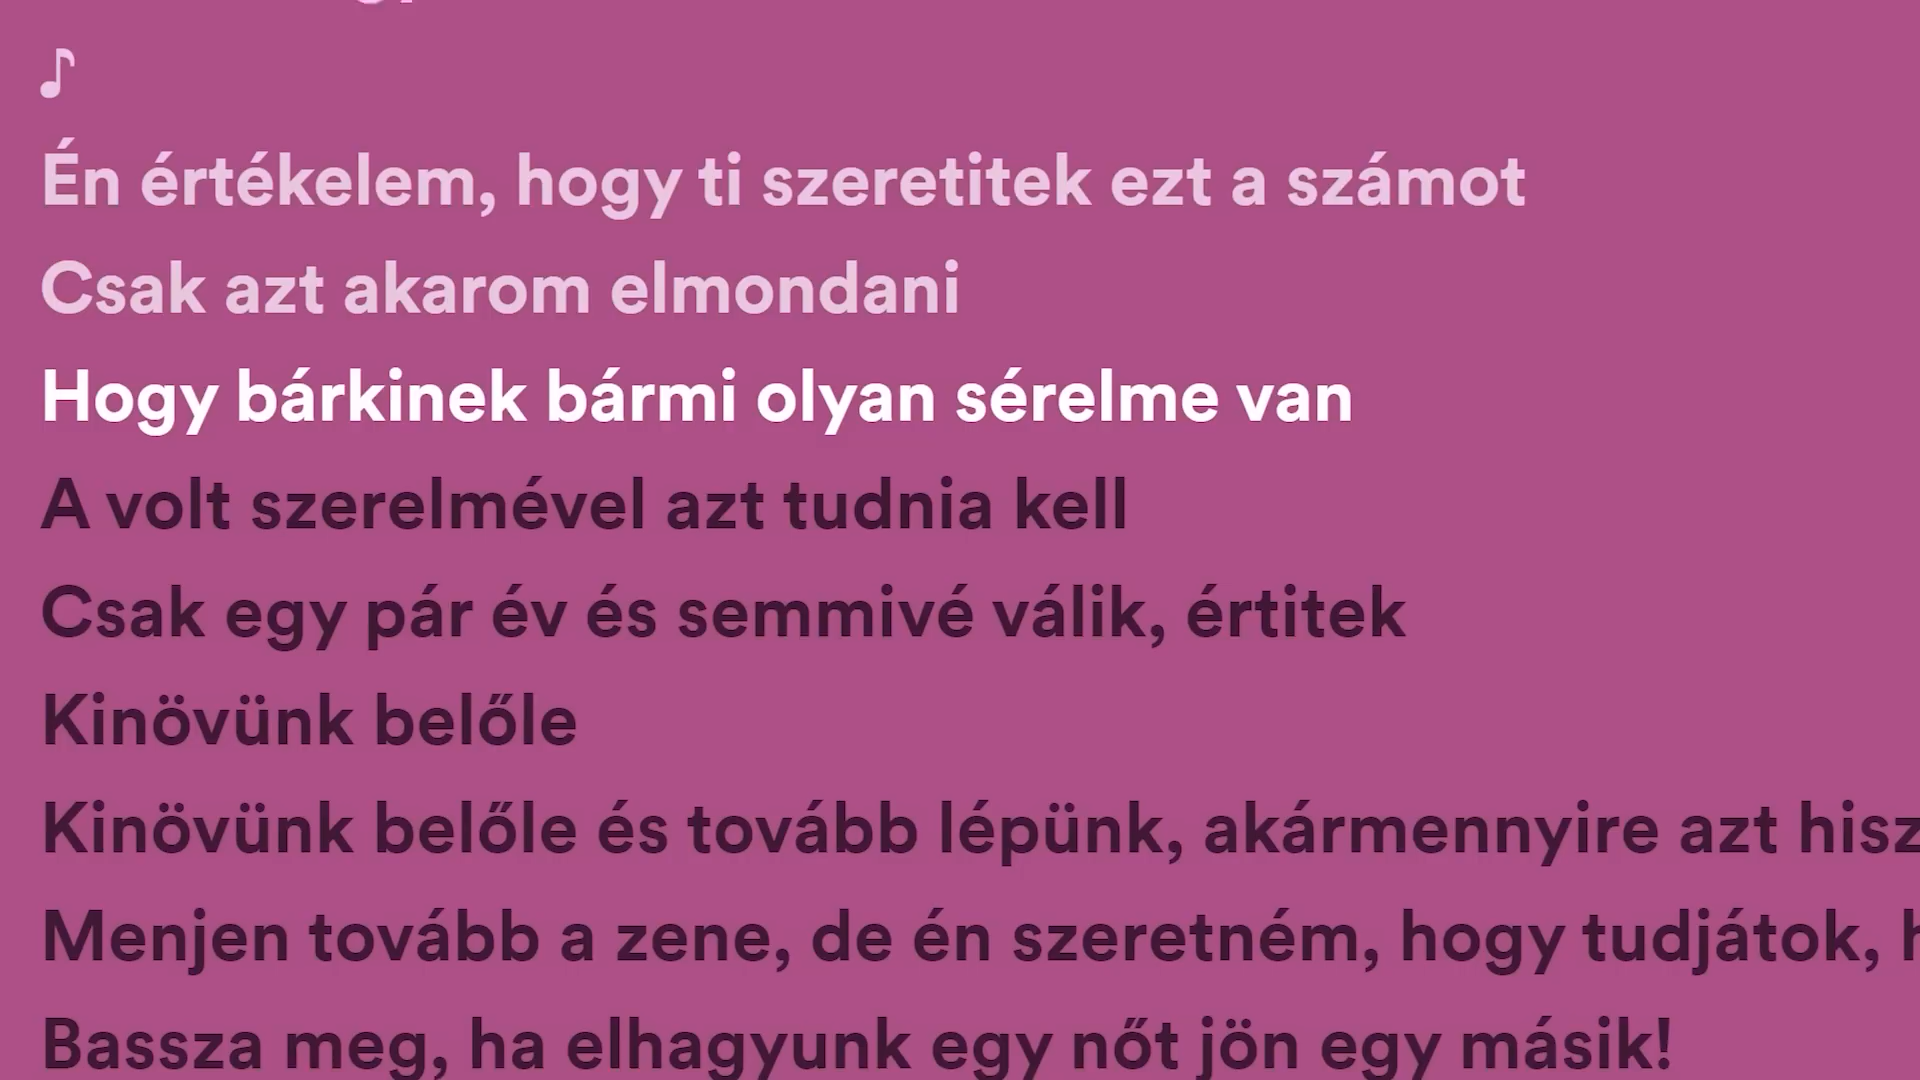 ♪
Én értékelem, hogy ti szeretitek ezt a számot
Csak azt akarom elmondani
Hogy bárkinek bármi olyan sérelme van
A volt szerelmével azt tudnia kell
Csak egy pár év és semmivé válik, értitek
Kinövünk belőle
Kinövünk belőle és tovább lépünk, akármennyire azt hisz
Menjen tovább a zene, de én szeretném, hogy tudjátok,
Bassza meg, ha elhagyunk egy nőt jön egy másik!